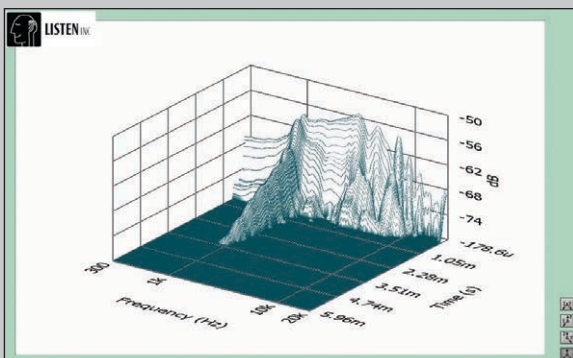 LISTEN INC
-50
-56
-62
-68
-74
dB
-178.6u
1.05m
2.28m
3.51m
4.74m
5.96m
Time (s)
300
1k
10k
20k
Frequency (Hz)